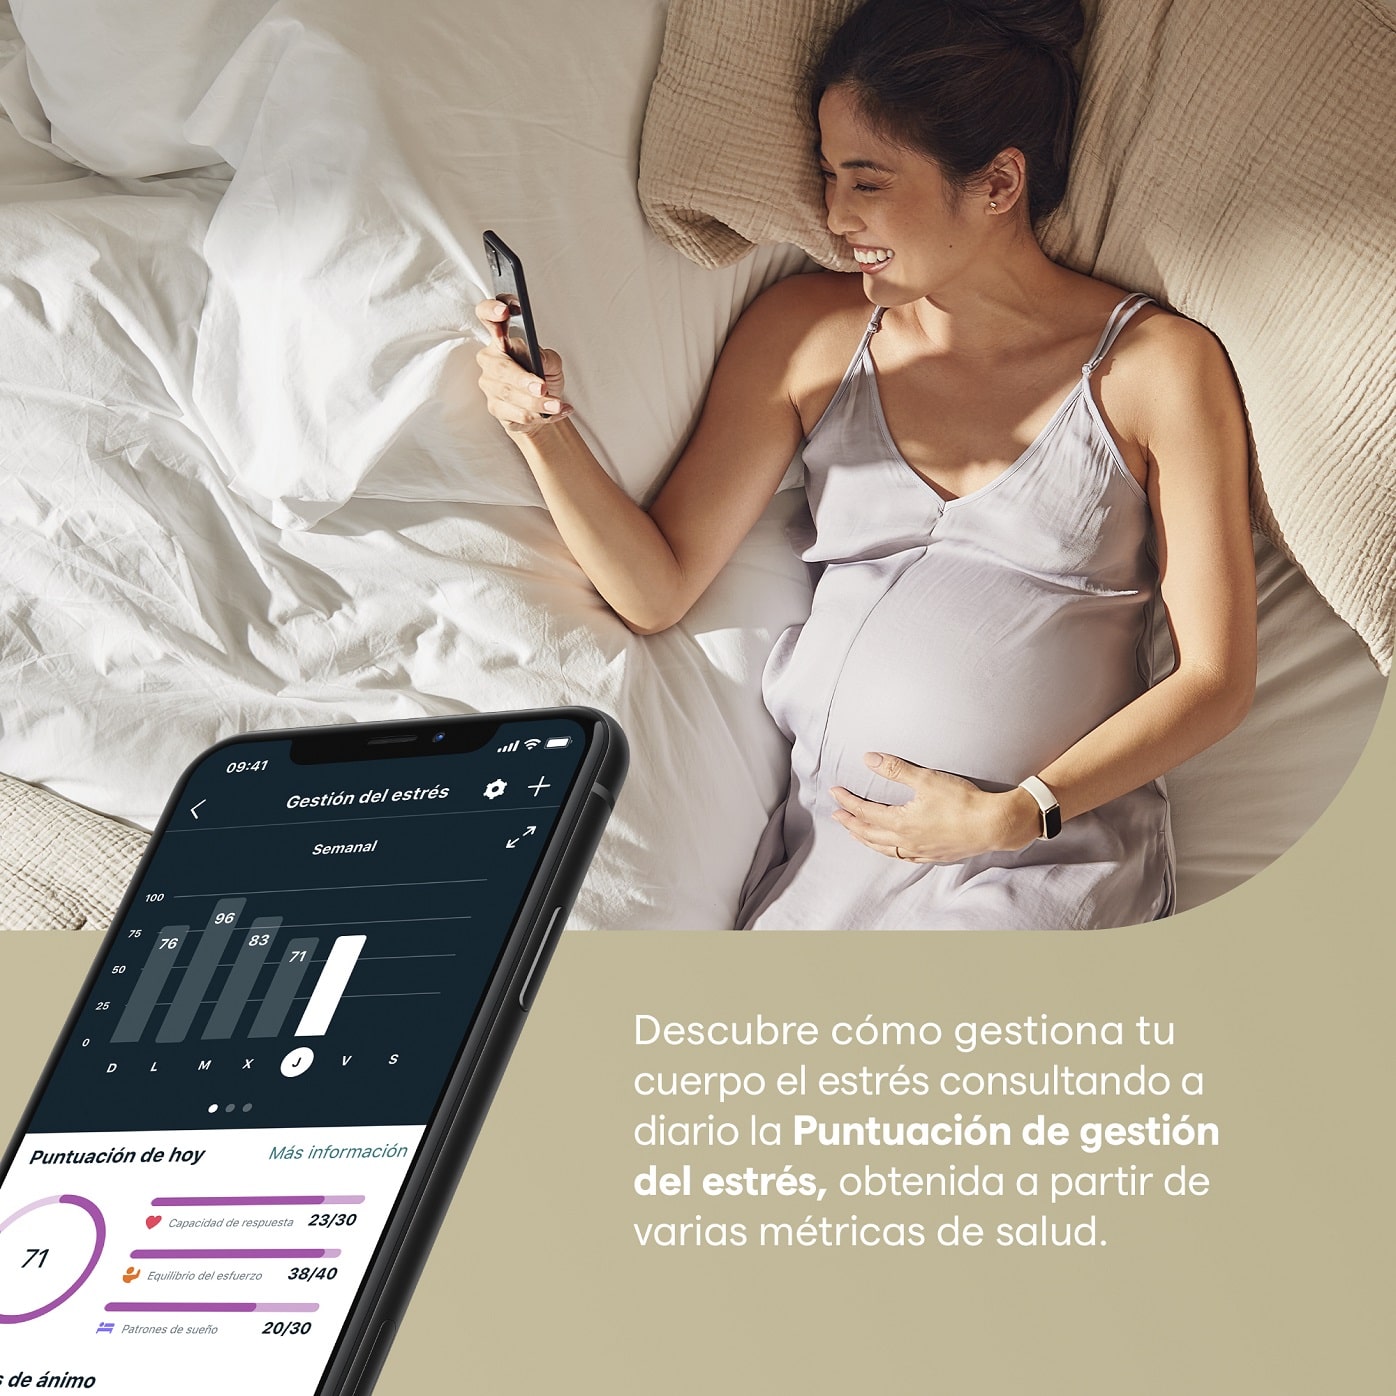 09:41
Gestión del estrés
Semanal
100
75
50
25
0
76
96
83
71
D L M X J V S
Puntuación de hoy
Más información
71
Capacidad de respuesta 23/30
Equilibrio del esfuerzo 38/40
Patrones de sueño 20/30
de ánimo
Descubre cómo gestiona tu
cuerpo el estrés consultando a
diario la Puntuación de gestión
del estrés, obtenida a partir de
varias métricas de salud.